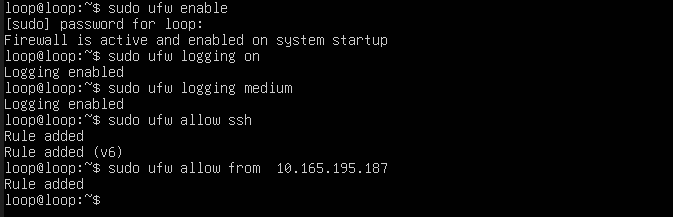 loop@loop:~$ sudo ufw enable
[sudo] password for loop:
Firewall is active and enabled on system startup
loop@loop:~$ sudo ufw logging on
Logging enabled
loop@loop:~$ sudo ufw logging medium
Logging enabled
loop@loop:~$ sudo ufw allow ssh
Rule added
Rule added (v6)
loop@loop:~$ sudo ufw allow from  10.165.195.187
Rule added
loop@loop:~$